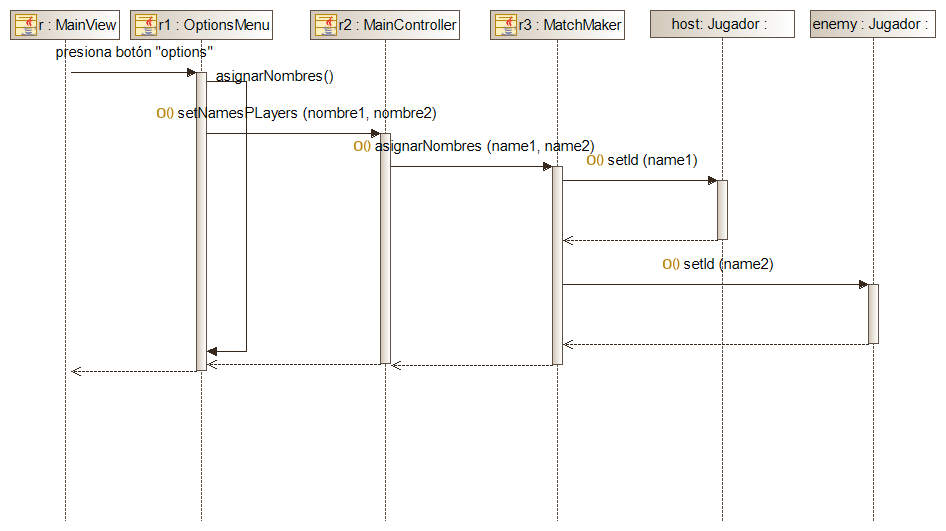 r : MainView
r1 : OptionsMenu
r2 : MainController
r3 : MatchMaker
host: Jugador :
enemy : Jugador :
presiona botón "options"
asignarNombres()
O() setNamesPLayers (nombre1, nombre2)
O() asignarNombres (name1, name2)
O() setId (name1)
O() setId (name2)